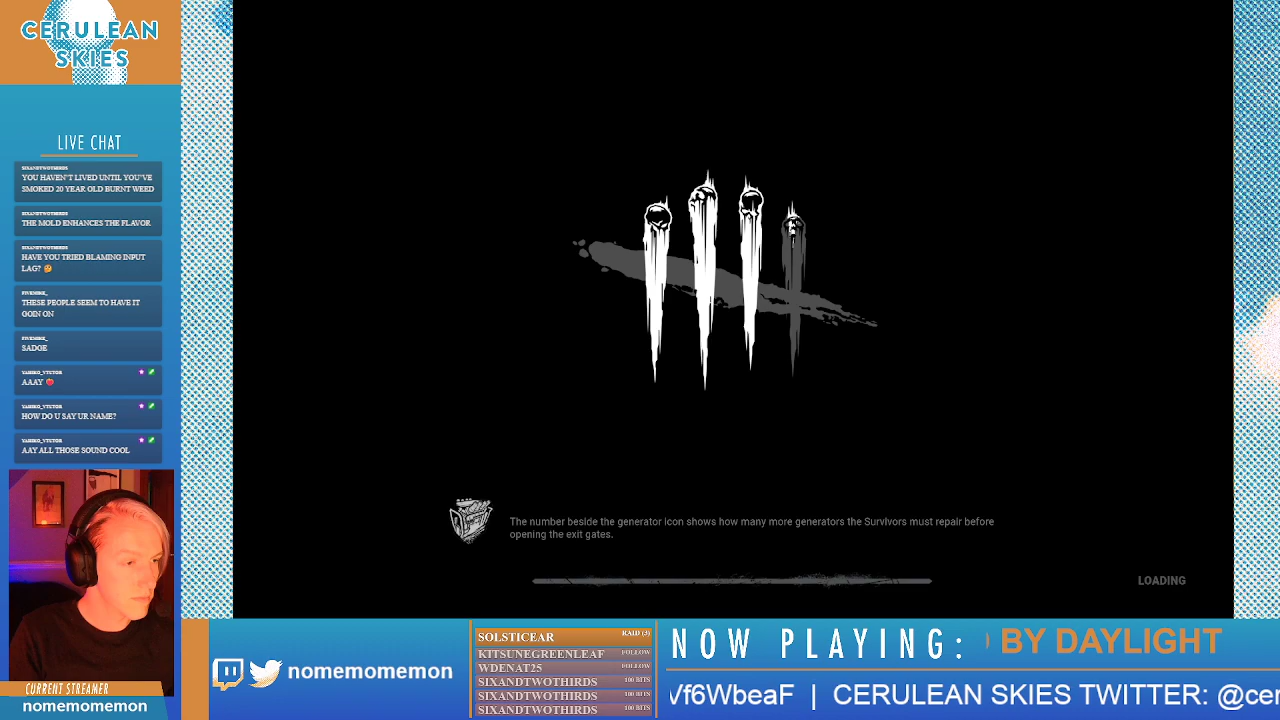 CERULEAN
SKIES
LIVE CHAT
SIXANDTWOTHIRDS
YOU HAVEN'T LIVED UNTIL YOU'VE
SMOKED 20 YEAR OLD BURNT WEED
SIXANDTWOTHIRDS
THE MOLD ENHANCES THE FLAVOR
SIXANDTWOTHIRDS
HAVE YOU TRIED BLAMING INPUT
LAG? 🤔
THESE PEOPLE SEEM TO HAVE IT
GOIN ON
SADGE
AAAY
HOW DO U SAY UR NAME?
AAY ALL THOSE SOUND COOL
The number beside the generator icon shows how many more generators the Survivors must repair before
opening the exit gates.
LOADING
CURRENT STREAMER
nomemomemon
nomemomemon
SOLSTICEAR RAID (3)
KITSUNEGREENLEAF FOLLOW
WDENAT25 FOLLOW
SIXANDTWOTHIRDS 100 BITS
SIXANDTWOTHIRDS 100 BITS
SIXANDTWOTHIRDS 100 BITS
NOW PLAYING: BY DAYLIGHT
Vf6WbeaF | CERULEAN SKIES TWITTER: @cer